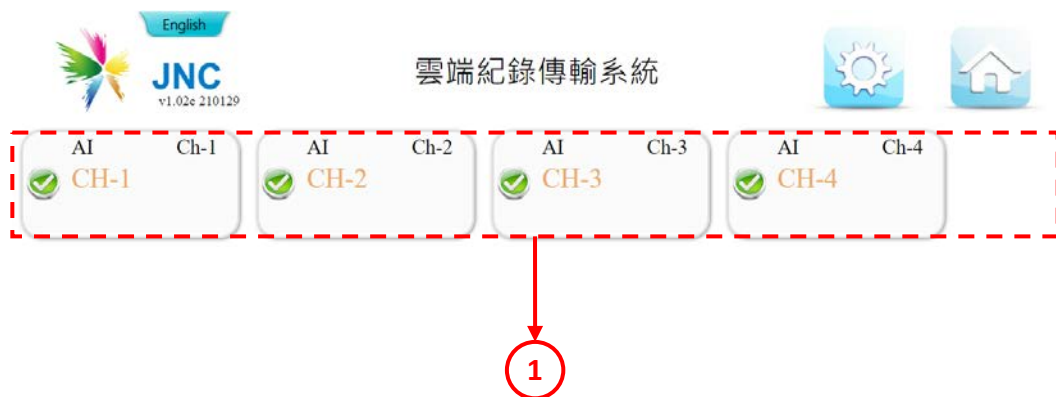 English
JNC
v1.02e 210129
雲端紀錄傳輸系統
AI Ch-1
CH-1
AI Ch-2
CH-2
AI Ch-3
CH-3
AI Ch-4
CH-4
1